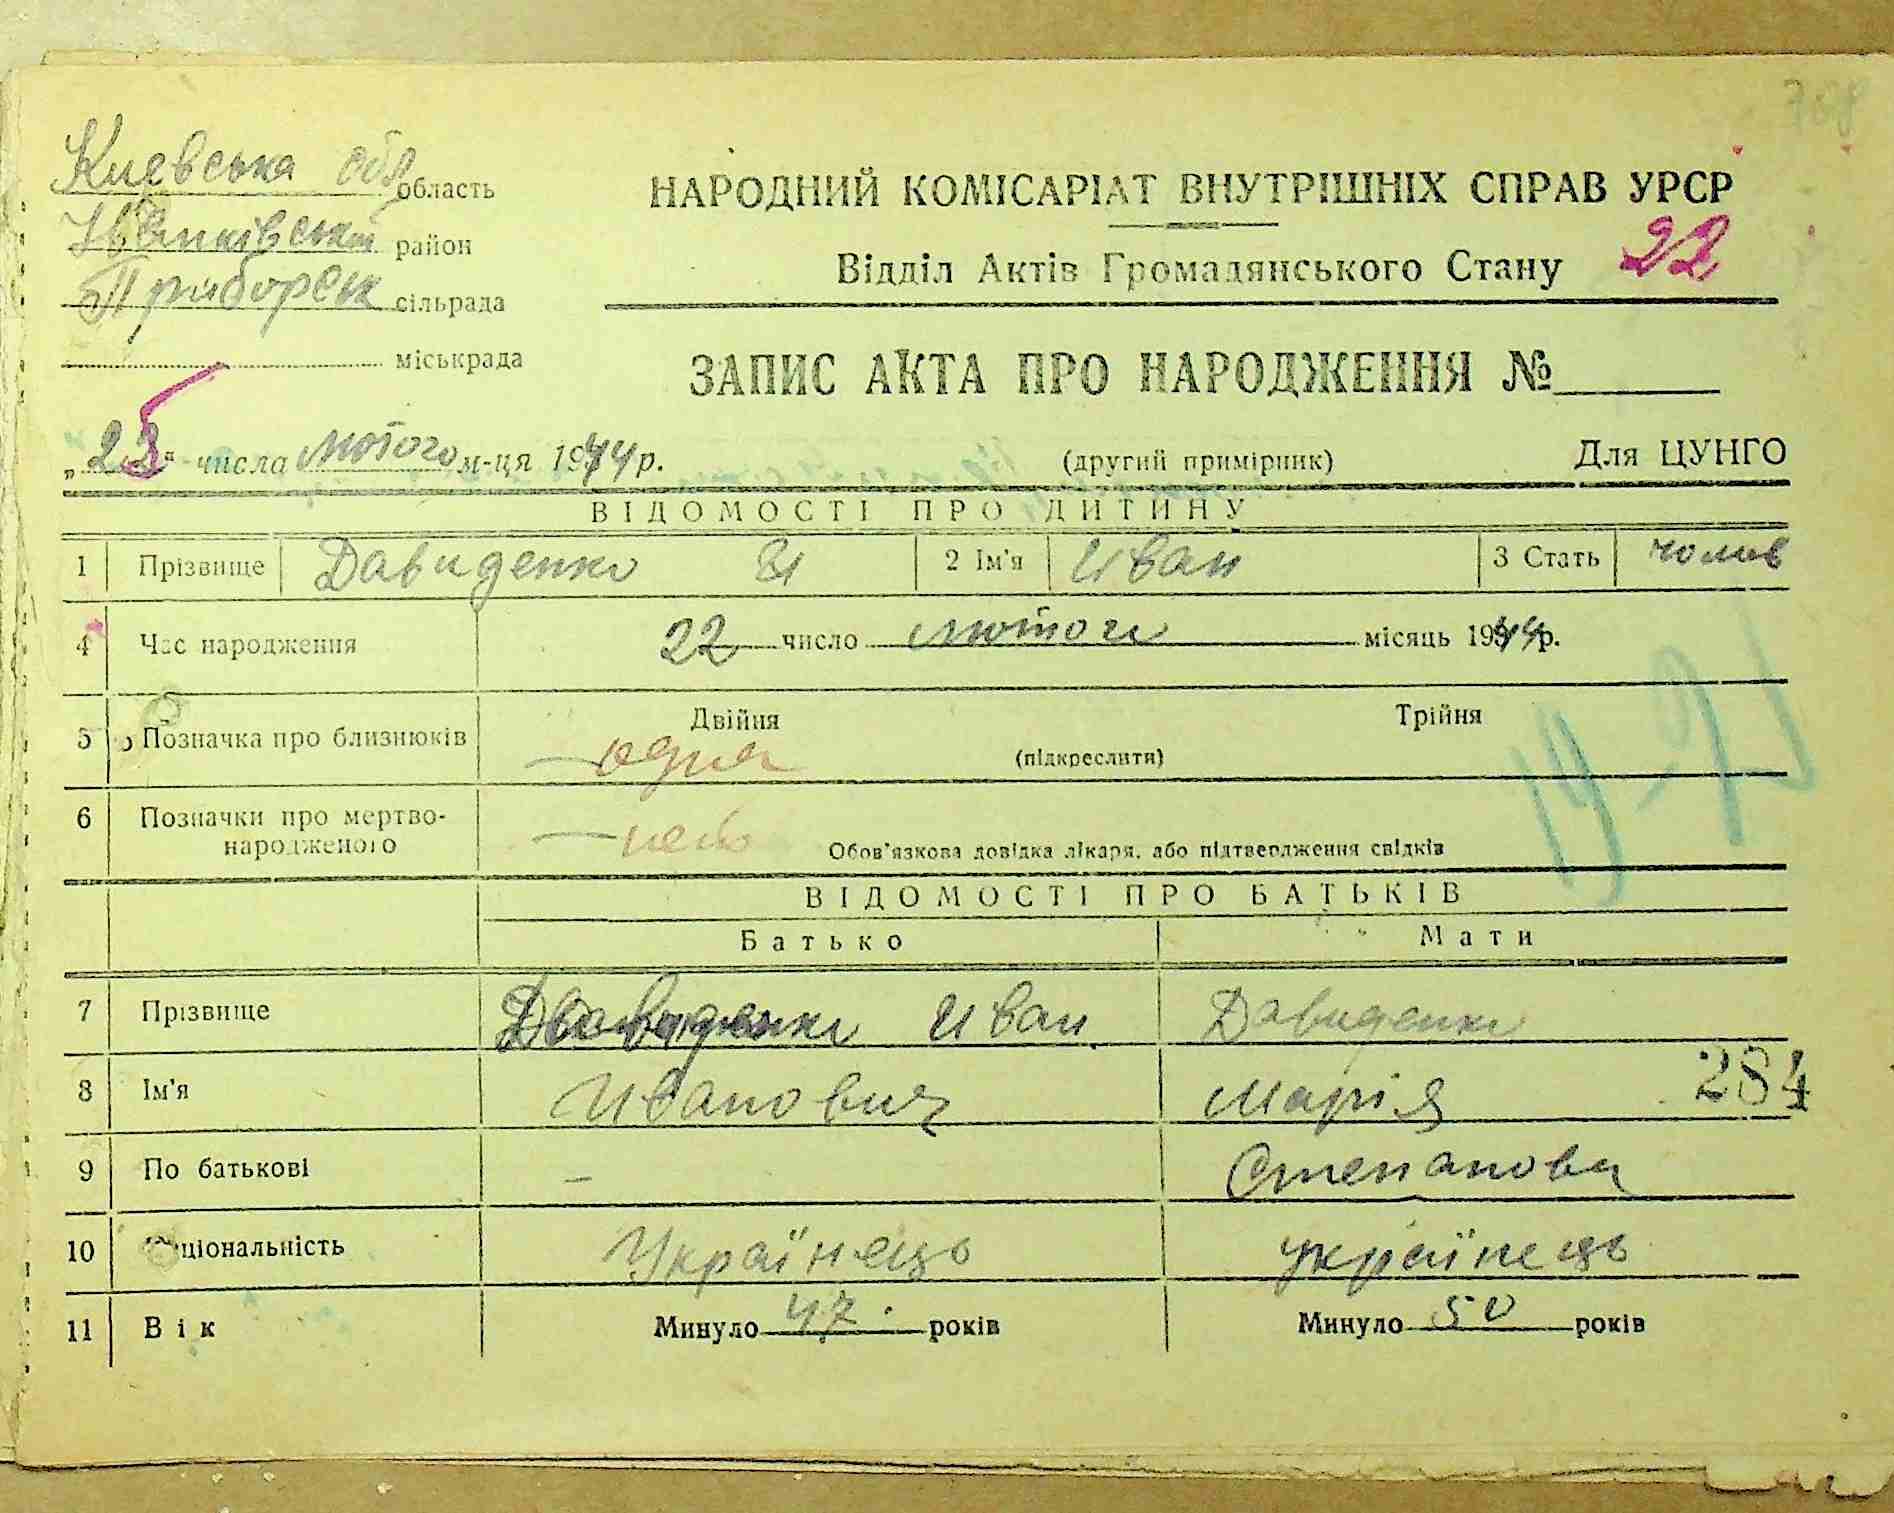 Киевська обл область
Іванківський район
Приборськ сільрада
міськрада
НАРОДНИЙ КОМІСАРІАТ ВНУТРІШНІХ СПРАВ УРСР
Відділ Актів Громадянського Стану 22
ЗАПИС АКТА ПРО НАРОДЖЕННЯ №
„25“ числа лютого м-ця 1944 р. (другий примірник) Для ЦУНГО
ВІДОМОСТІ ПРО ДИТИНУ
1 Прізвище Давиденко И 2 Ім'я Иван 3 Стать чолов
4 Час народження 22 число лютого місяць 1944р.
5 Позначка про близнюків Двійня Трійня
одна (підкреслити)
6 Позначки про мертво-
народженого Обов'язкова довідка лікаря, або підтвердження свідків
ВІДОМОСТІ ПРО БАТЬКІВ
Батько Мати
7 Прізвище Давиденко Иван Давиденко
8 Ім'я Иванович Марія 284
9 По батькові – Степанова
10 Національність Українець українець
11 Вік Минуло 47 років Минуло 50 років